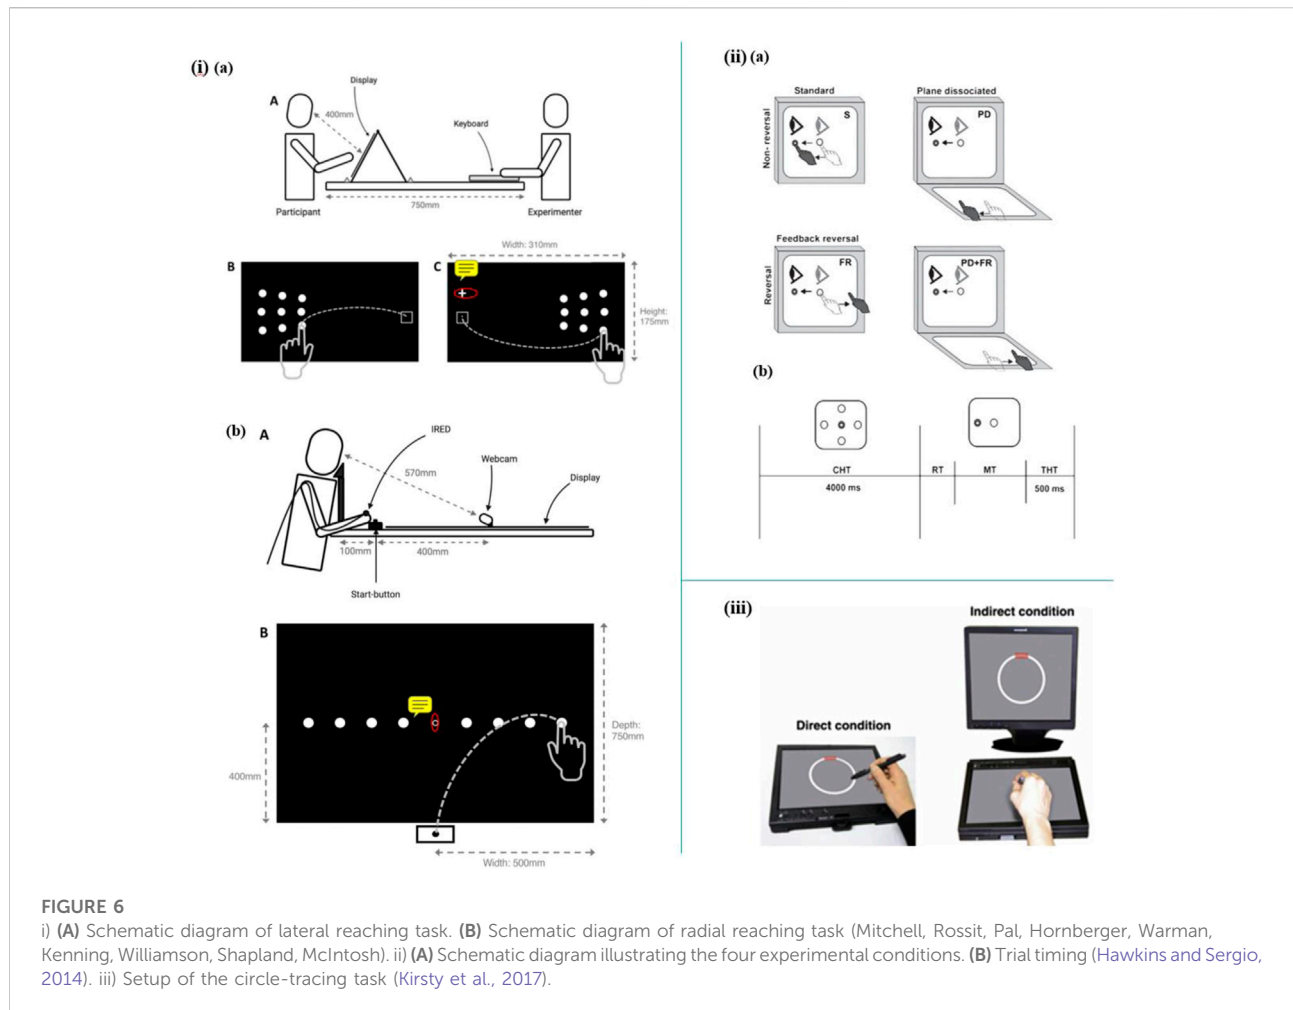 (i) (a)
A
Display
400mm
Keyboard
750mm
Participant
Experimenter
B
C
Width: 310mm
Height:
175mm
(b) A
IRED
570mm
Webcam
Display
100mm
400mm
Start-button
B
400mm
Depth:
750mm
Width: 500mm
(ii) (a)
Standard
Plane dissociated
Non- reversal
S
PD
Feedback reversal
Reversal
FR
PD+FR
(b)
CHT
RT
MT
THT
4000 ms
500 ms
(iii)
Indirect condition
Direct condition
FIGURE 6
i) (A) Schematic diagram of lateral reaching task. (B) Schematic diagram of radial reaching task (Mitchell, Rossit, Pal, Hornberger, Warman,
Kenning, Williamson, Shapland, McIntosh). ii) (A) Schematic diagram illustrating the four experimental conditions. (B) Trial timing (Hawkins and Sergio,
2014). iii) Setup of the circle-tracing task (Kirsty et al., 2017).